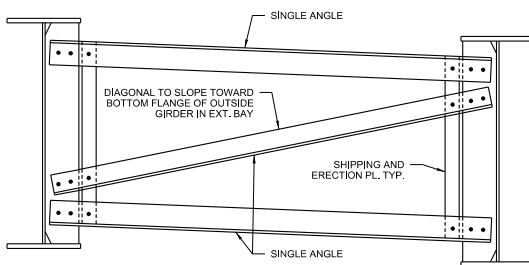 SINGLE ANGLE
DIAGONAL TO SLOPE TOWARD
BOTTOM FLANGE OF OUTSIDE
GIRDER IN EXT. BAY
SHIPPING AND
ERECTION PL. TYP.
SINGLE ANGLE